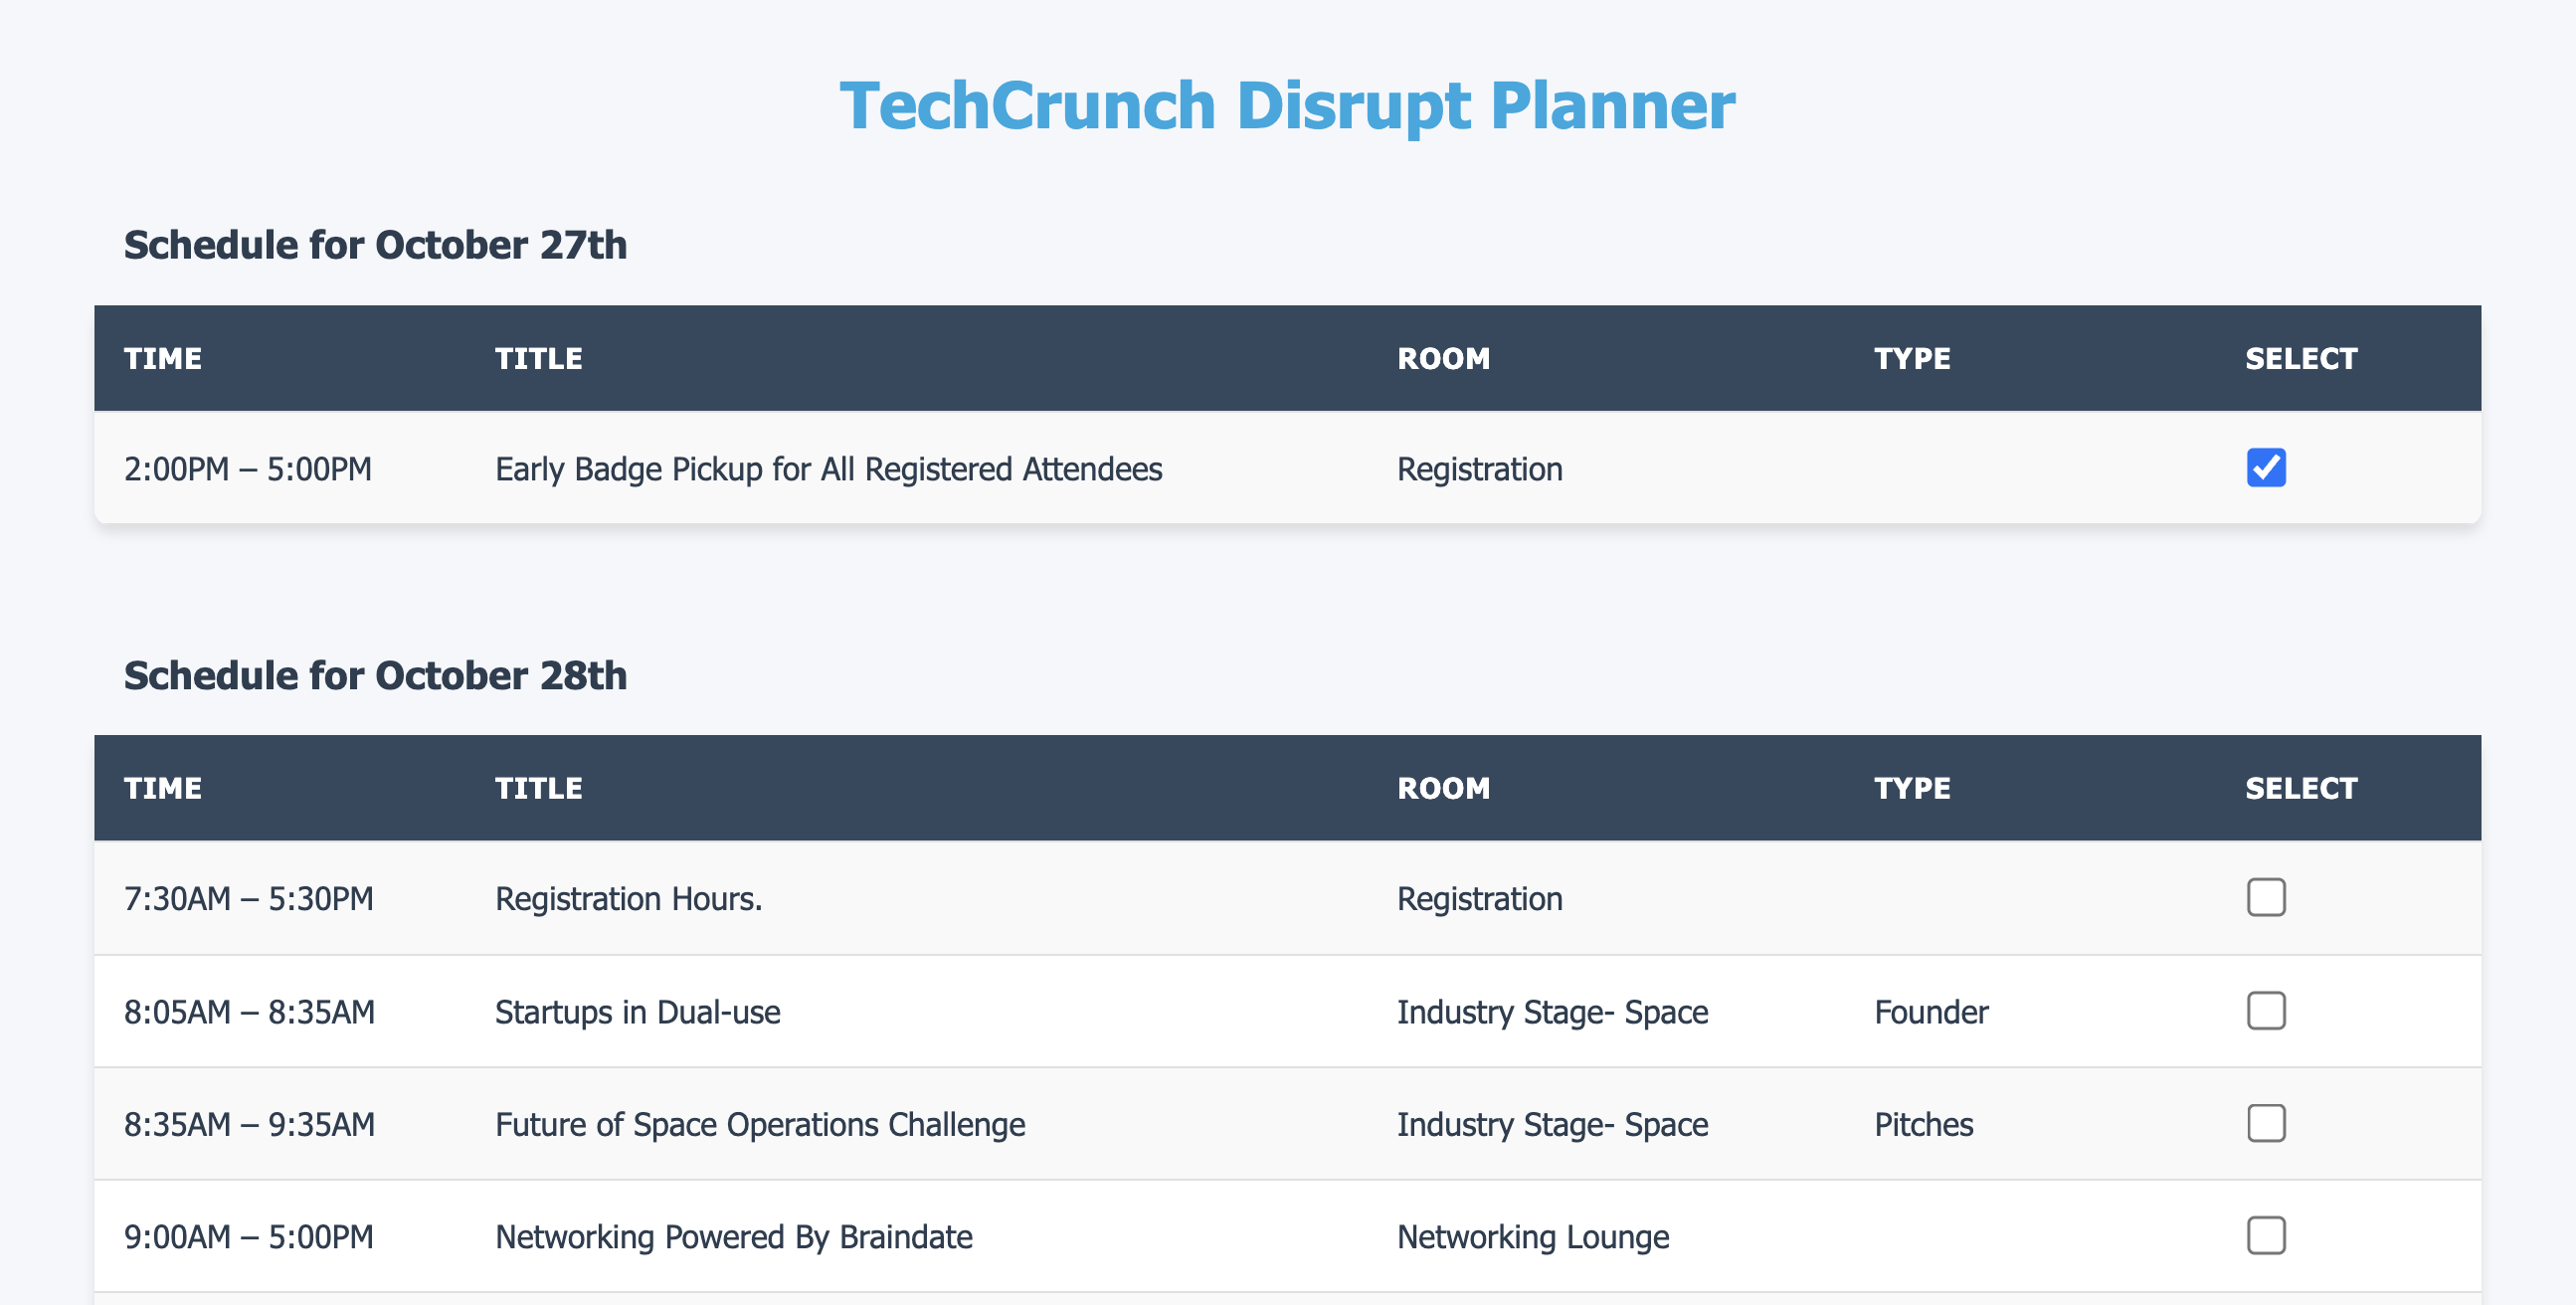 TechCrunch Disrupt Planner
Schedule for October 27th
TIME TITLE ROOM TYPE SELECT
2:00PM – 5:00PM Early Badge Pickup for All Registered Attendees Registration
Schedule for October 28th
TIME TITLE ROOM TYPE SELECT
7:30AM – 5:30PM Registration Hours. Registration
8:05AM – 8:35AM Startups in Dual-use Industry Stage- Space Founder
8:35AM – 9:35AM Future of Space Operations Challenge Industry Stage- Space Pitches
9:00AM – 5:00PM Networking Powered By Braindate Networking Lounge